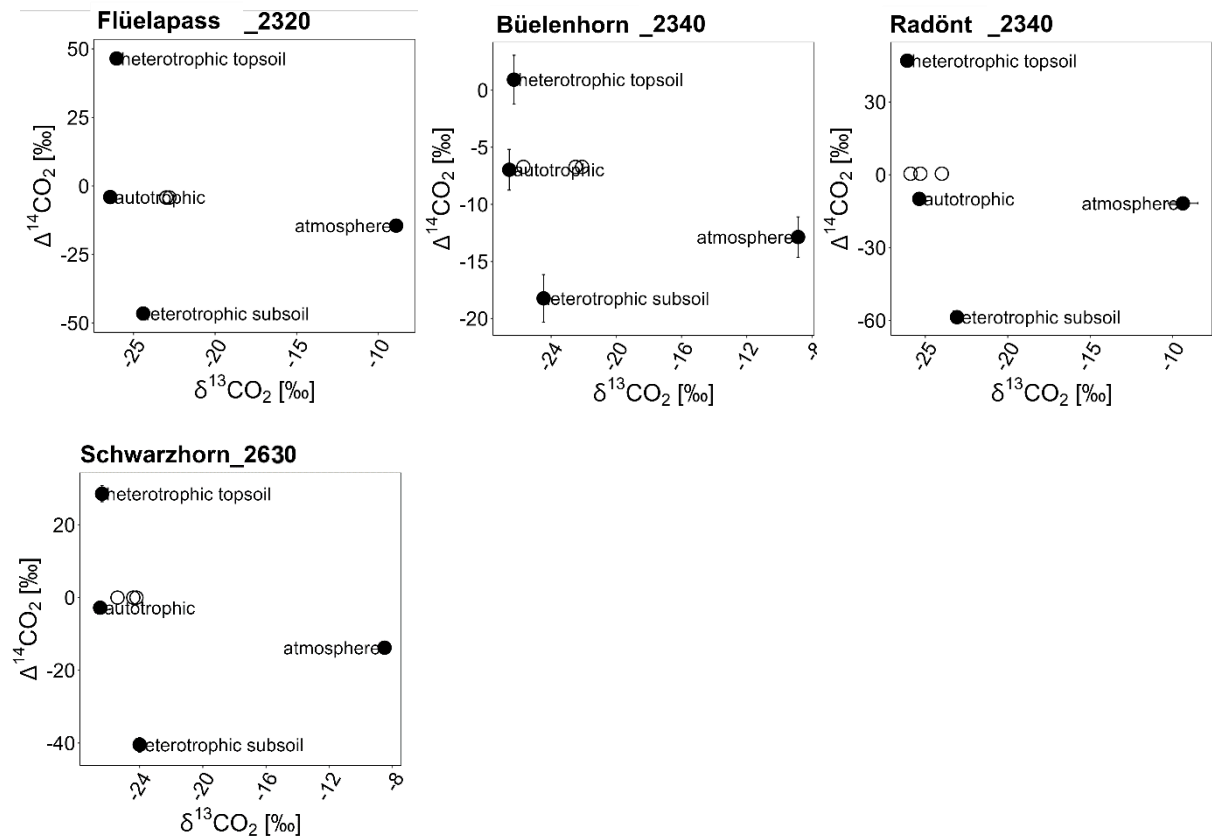 Flüelapass _2320
50
25
0
-25
-50
Δ¹⁴CO₂ [‰]
heterotrophic topsoil
autotrophic
atmosphere
eterotrophic subsoil
-25
-20
-15
-10
δ¹³CO₂ [‰]
Büelenhorn _2340
0
-5
-10
-15
-20
Δ¹⁴CO₂ [‰]
heterotrophic topsoil
autotrophic
atmosphere
eterotrophic subsoil
-24
-20
-16
-12
-9
δ¹³CO₂ [‰]
Radönt _2340
30
0
-30
-60
Δ¹⁴CO₂ [‰]
heterotrophic topsoil
autotrophic
atmosphere
eterotrophic subsoil
-25
-20
-15
-10
δ¹³CO₂ [‰]
Schwarzhorn_2630
20
0
-20
-40
Δ¹⁴CO₂ [‰]
heterotrophic topsoil
autotrophic
atmosphere
eterotrophic subsoil
-24
-20
-16
-12
-8
δ¹³CO₂ [‰]